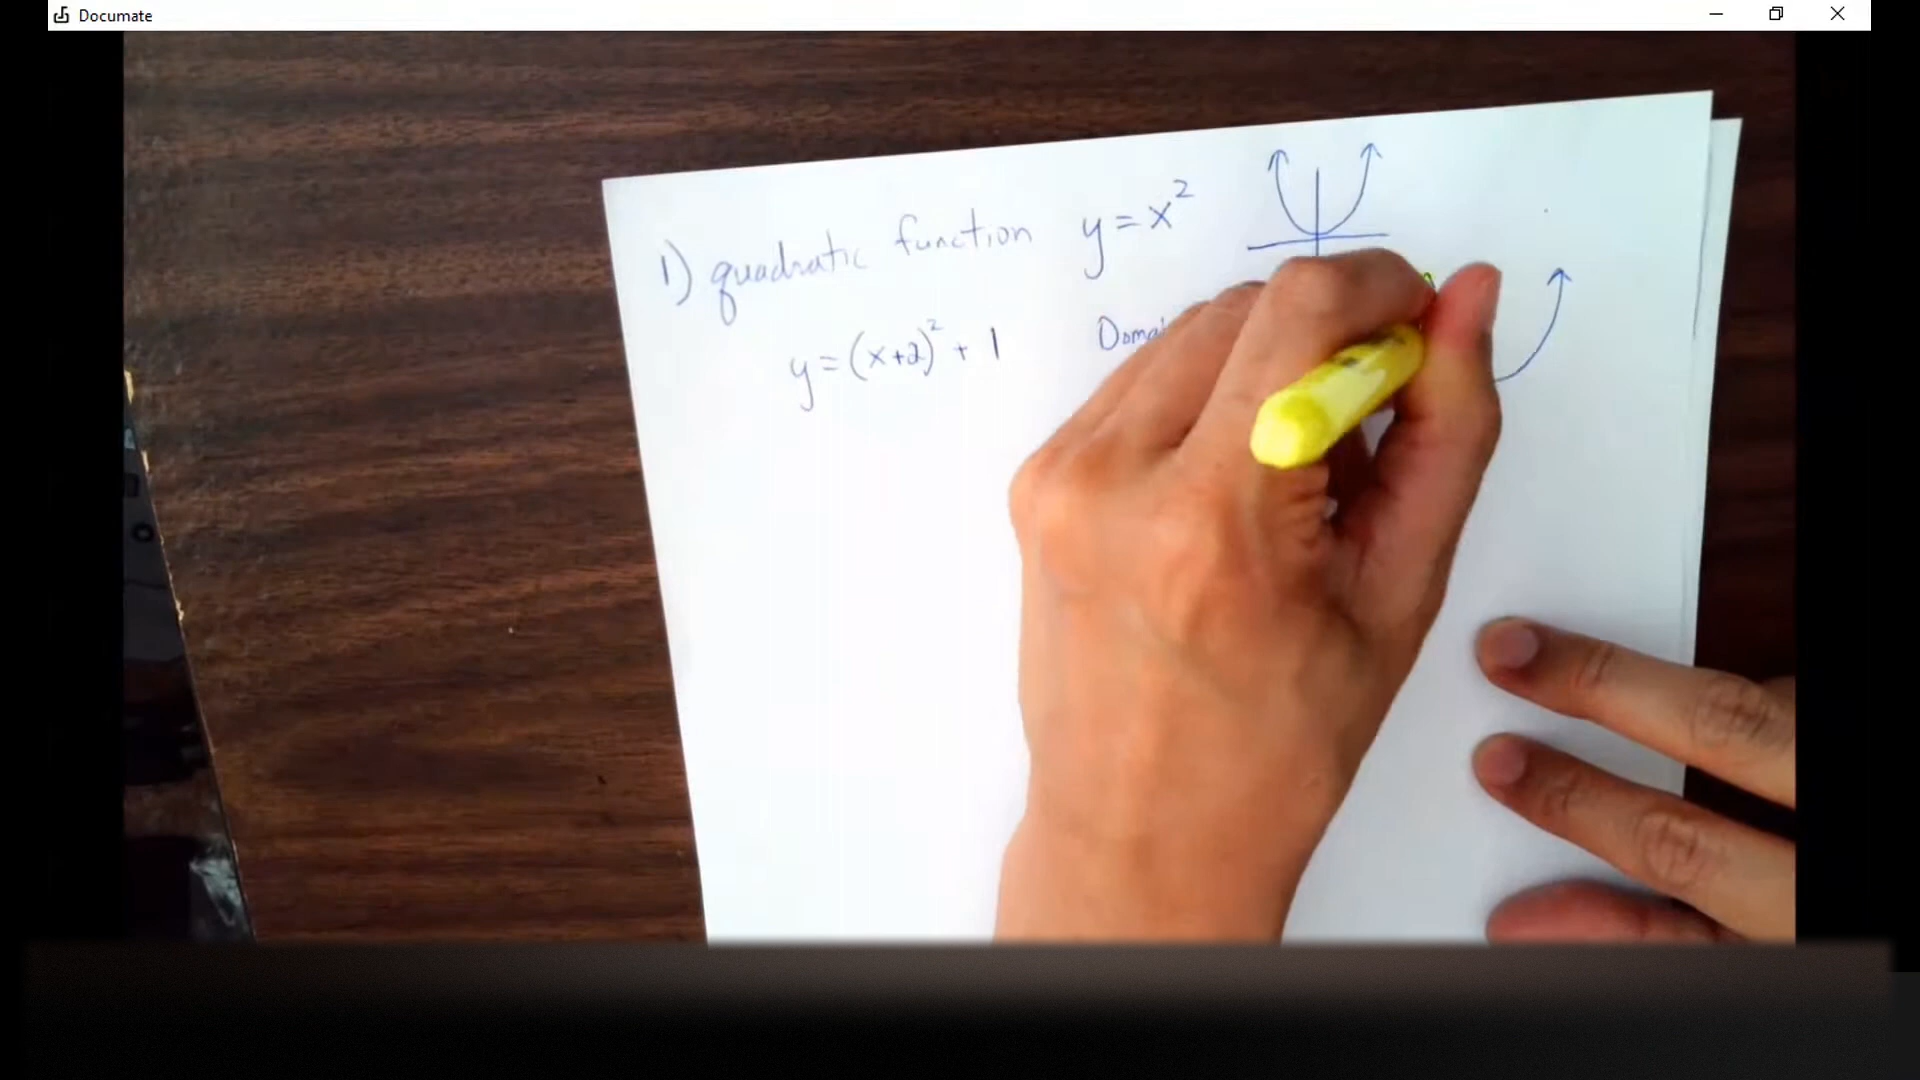 Documate
1) quadratic function y = x²
y = (x+2)² + 1